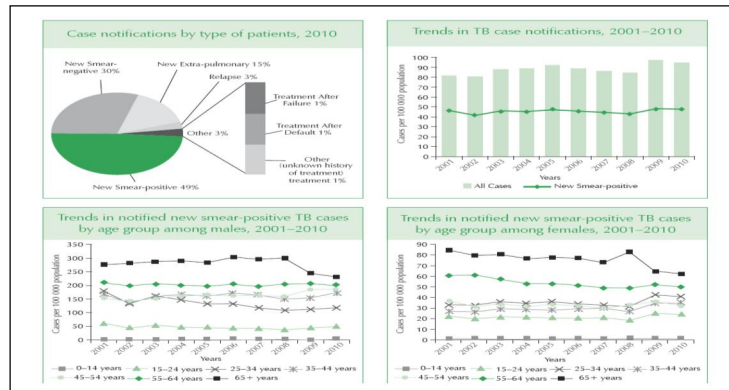 Case notifications by type of patients, 2010
New Smear-
negative 30%
New Extra-pulmonary 15%
Relapse 3%
Treatment After
Failure 1%
Treatment After
Default 1%
Other 3%
Other
(unknown history
of treatment)
treatment 1%
New Smear-positive 49%
Trends in TB case notifications, 2001–2010
Cases per 100 000 population
100
90
80
70
60
50
40
30
20
10
0
2001 2002 2003 2004 2005 2006 2007 2008 2009 2010
Years
All Cases New Smear-positive
Trends in notified new smear-positive TB cases
by age group among males, 2001–2010
Cases per 100 000 population
350
300
250
200
150
100
50
0
2001 2002 2003 2004 2005 2006 2007 2008 2009 2010
Years
0–14 years 15–24 years 25–34 years 35–44 years
45–54 years 55–64 years 65+ years
Trends in notified new smear-positive TB cases
by age group among females, 2001–2010
Cases per 100 000 population
90
80
70
60
50
40
30
20
10
0
2001 2002 2003 2004 2005 2006 2007 2008 2009 2010
Years
0–14 years 15–24 years 25–34 years 35–44 years
45–54 years 55–64 years 65+ years